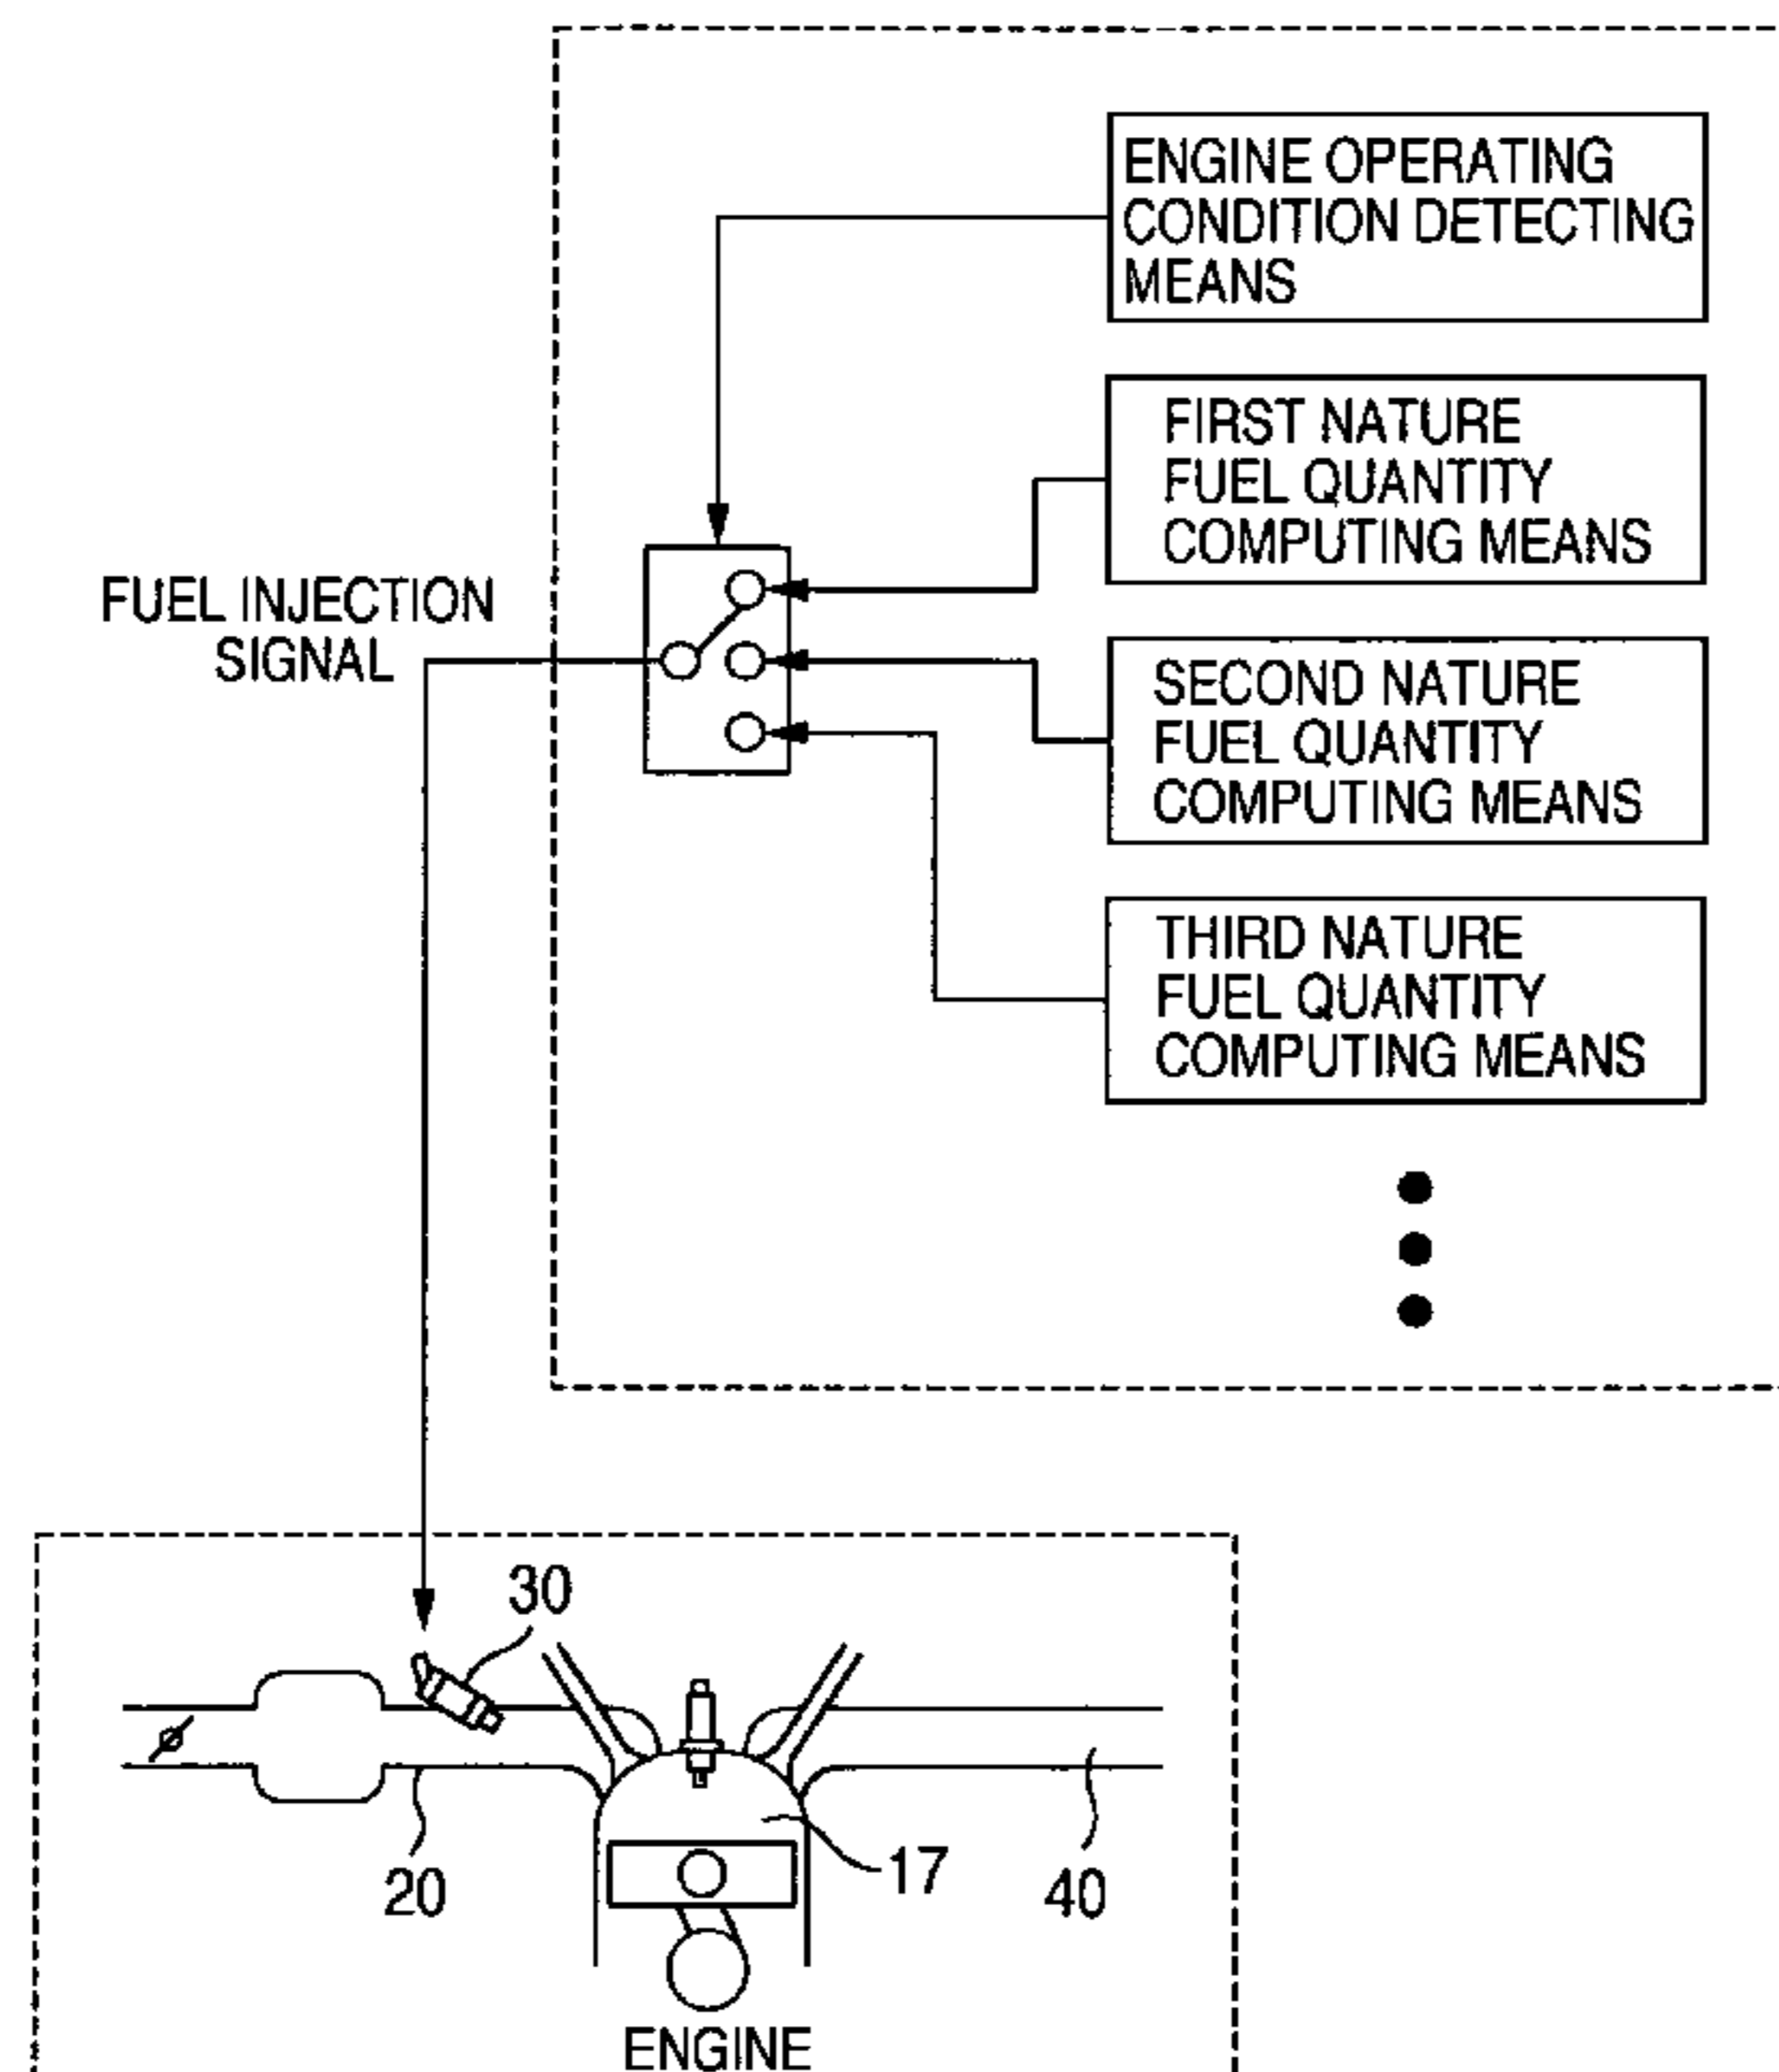 ENGINE OPERATING
CONDITION DETECTING
MEANS
FIRST NATURE
FUEL QUANTITY
COMPUTING MEANS
FUEL INJECTION
SIGNAL
SECOND NATURE
FUEL QUANTITY
COMPUTING MEANS
THIRD NATURE
FUEL QUANTITY
COMPUTING MEANS
30
20
17
40
ENGINE